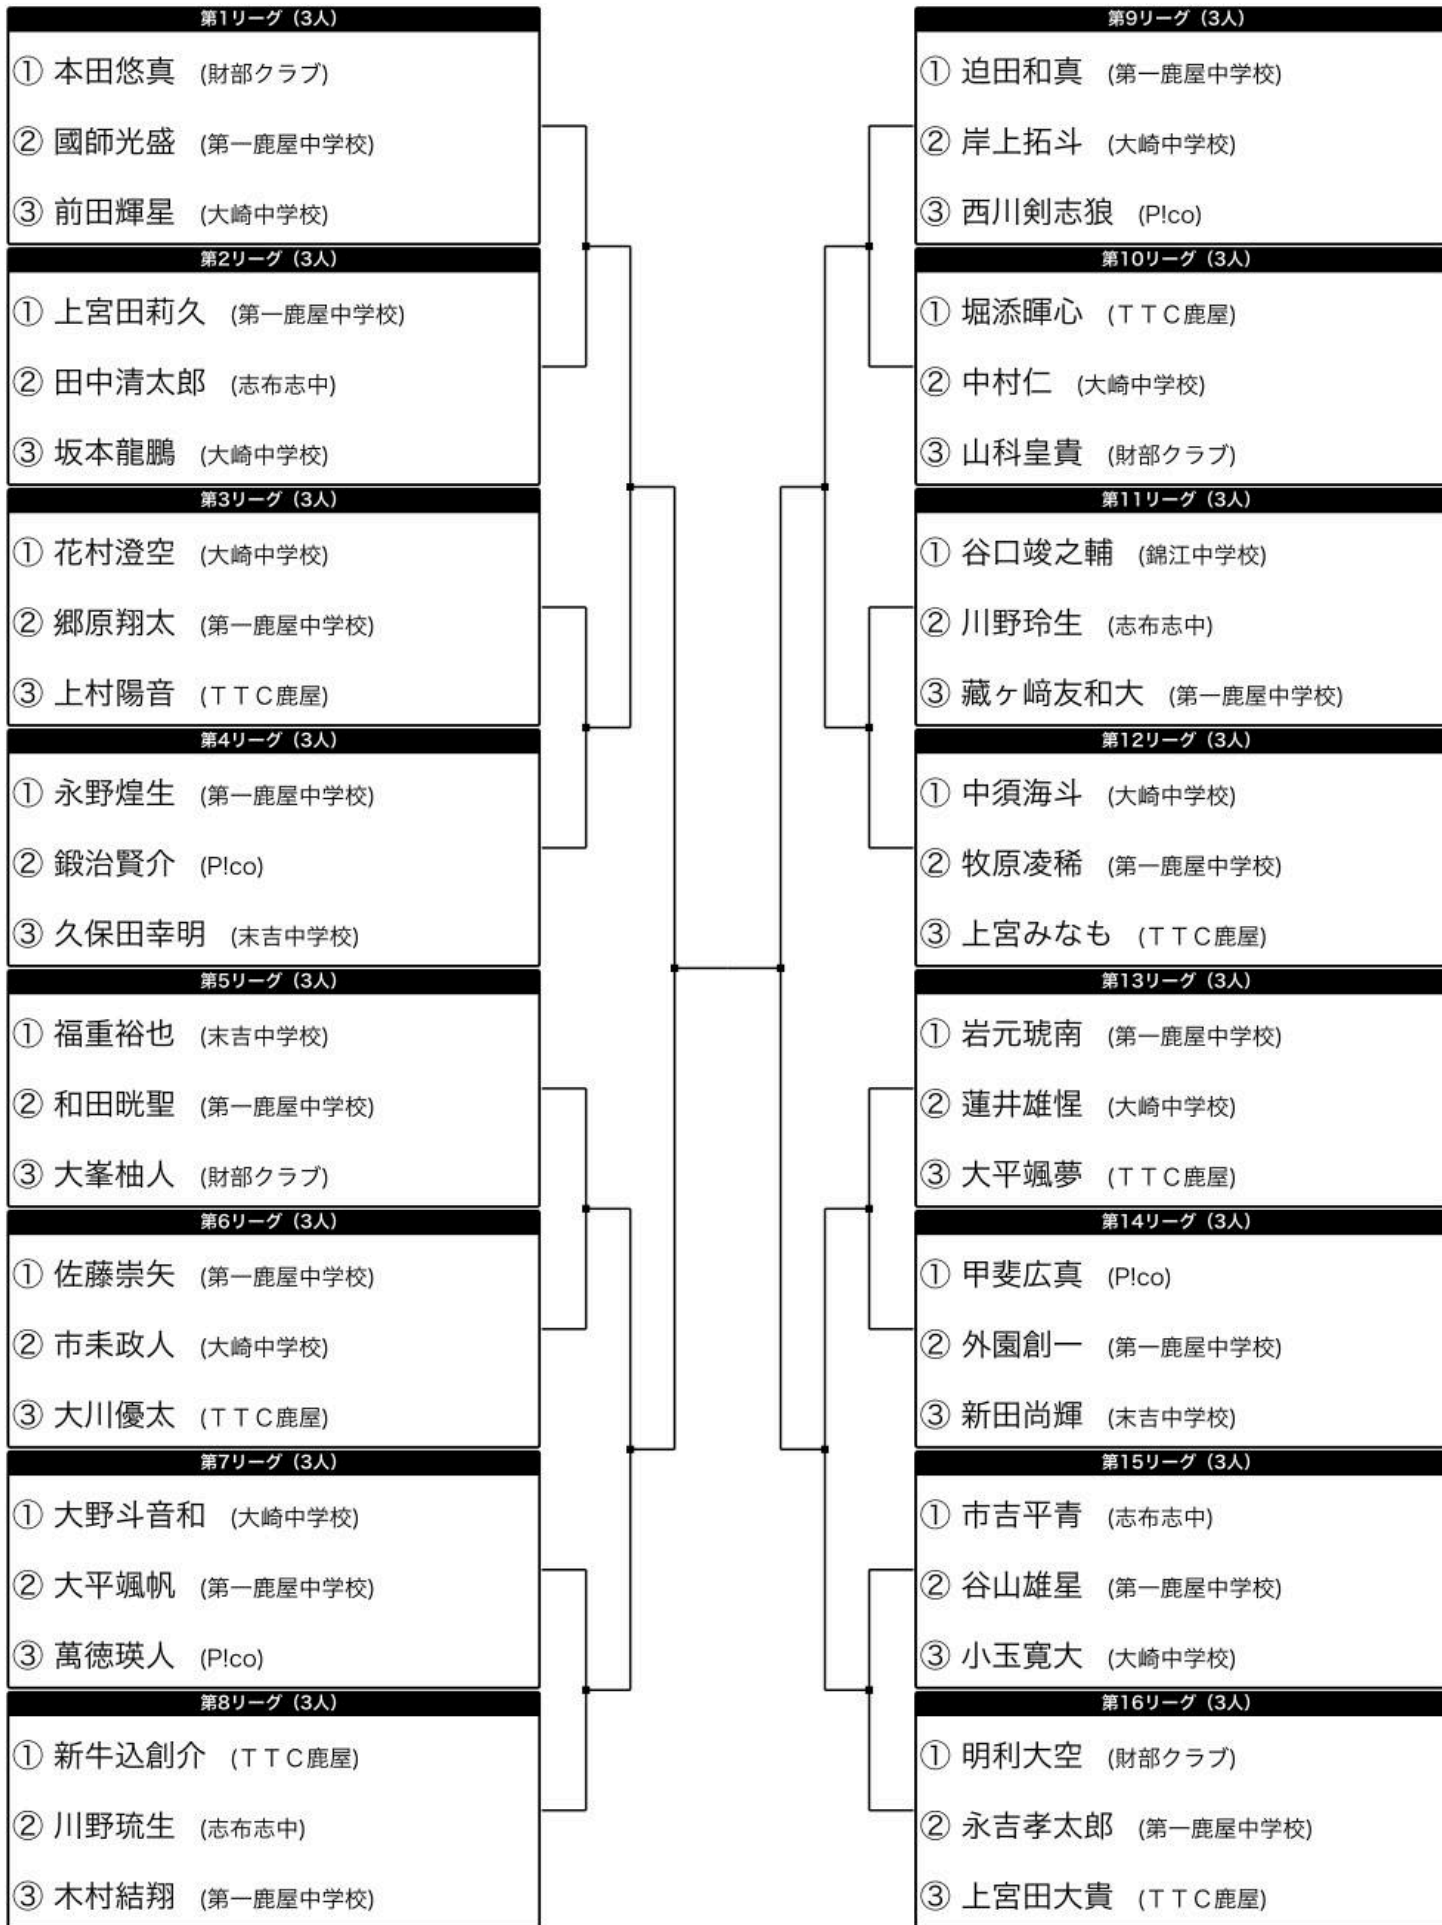 第1リーグ（3人）
① 本田悠真 (財部クラブ)
② 國師光盛 (第一鹿屋中学校)
③ 前田輝星 (大崎中学校)
第2リーグ（3人）
① 上宮田莉久 (第一鹿屋中学校)
② 田中清太郎 (志布志中)
③ 坂本龍鵬 (大崎中学校)
第3リーグ（3人）
① 花村澄空 (大崎中学校)
② 郷原翔太 (第一鹿屋中学校)
③ 上村陽音 (ＴＴＣ鹿屋)
第4リーグ（3人）
① 永野煌生 (第一鹿屋中学校)
② 鍛治賢介 (P!co)
③ 久保田幸明 (末吉中学校)
第5リーグ（3人）
① 福重裕也 (末吉中学校)
② 和田晄聖 (第一鹿屋中学校)
③ 大峯柚人 (財部クラブ)
第6リーグ（3人）
① 佐藤崇矢 (第一鹿屋中学校)
② 市耒政人 (大崎中学校)
③ 大川優太 (ＴＴＣ鹿屋)
第7リーグ（3人）
① 大野斗音和 (大崎中学校)
② 大平颯帆 (第一鹿屋中学校)
③ 萬徳瑛人 (P!co)
第8リーグ（3人）
① 新牛込創介 (ＴＴＣ鹿屋)
② 川野琉生 (志布志中)
③ 木村結翔 (第一鹿屋中学校)
第9リーグ（3人）
① 迫田和真 (第一鹿屋中学校)
② 岸上拓斗 (大崎中学校)
③ 西川剣志狼 (P!co)
第10リーグ（3人）
① 堀添暉心 (ＴＴＣ鹿屋)
② 中村仁 (大崎中学校)
③ 山科皇貴 (財部クラブ)
第11リーグ（3人）
① 谷口竣之輔 (錦江中学校)
② 川野玲生 (志布志中)
③ 藏ヶ﨑友和大 (第一鹿屋中学校)
第12リーグ（3人）
① 中須海斗 (大崎中学校)
② 牧原凌稀 (第一鹿屋中学校)
③ 上宮みなも (ＴＴＣ鹿屋)
第13リーグ（3人）
① 岩元琥南 (第一鹿屋中学校)
② 蓮井雄惺 (大崎中学校)
③ 大平颯夢 (ＴＴＣ鹿屋)
第14リーグ（3人）
① 甲斐広真 (P!co)
② 外園創一 (第一鹿屋中学校)
③ 新田尚輝 (末吉中学校)
第15リーグ（3人）
① 市吉平青 (志布志中)
② 谷山雄星 (第一鹿屋中学校)
③ 小玉寛大 (大崎中学校)
第16リーグ（3人）
① 明利大空 (財部クラブ)
② 永吉孝太郎 (第一鹿屋中学校)
③ 上宮田大貴 (ＴＴＣ鹿屋)